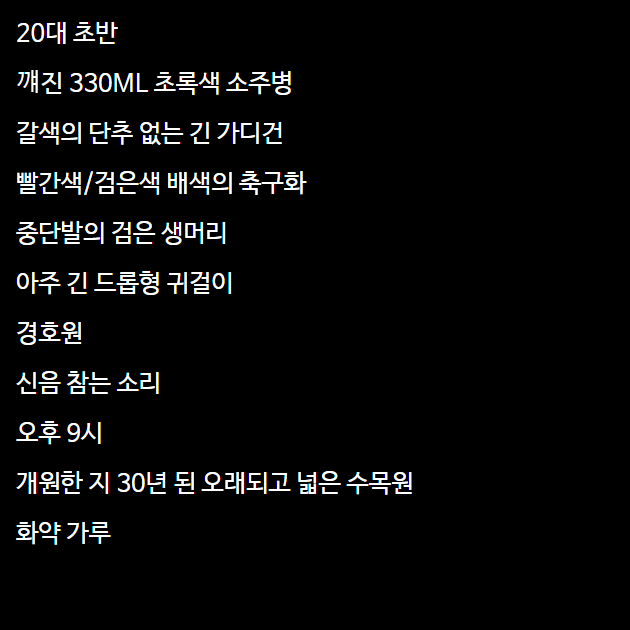 20대 초반
꺠진 330ML 초록색 소주병
갈색의 단추 없는 긴 가디건
빨간색/검은색 배색의 축구화
중단발의 검은 생머리
아주 긴 드롭형 귀걸이
경호원
신음 참는 소리
오후 9시
개원한 지 30년 된 오래되고 넓은 수목원
화약 가루